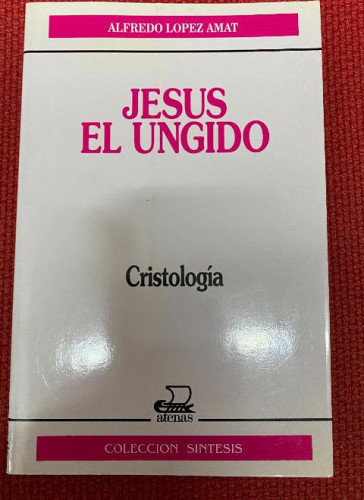 ALFREDO LOPEZ AMAT
JESUS
EL UNGIDO
Cristología
atenas
COLECCION SINTESIS